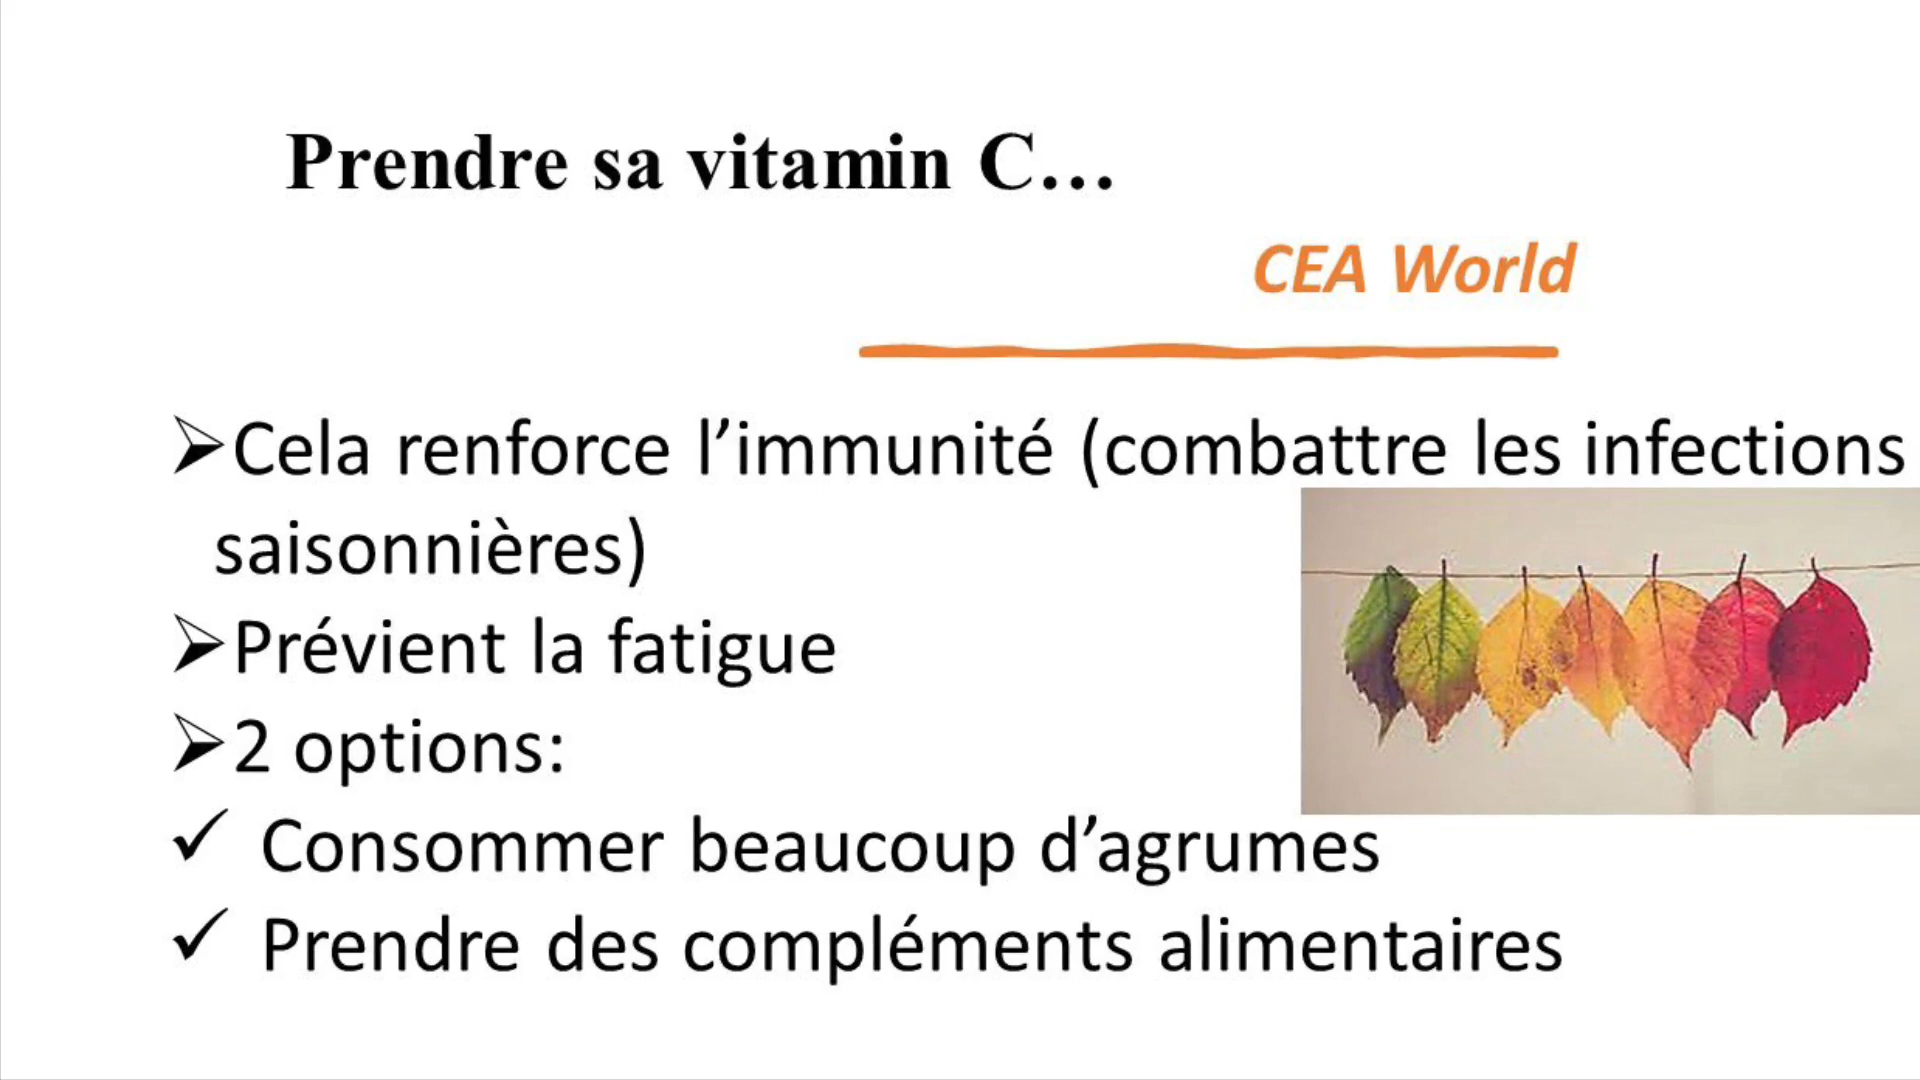 Prendre sa vitamin C…
CEA World
➢Cela renforce l’immunité (combattre les infections
saisonnières)
➢Prévient la fatigue
➢2 options:
✓ Consommer beaucoup d’agrumes
✓ Prendre des compléments alimentaires